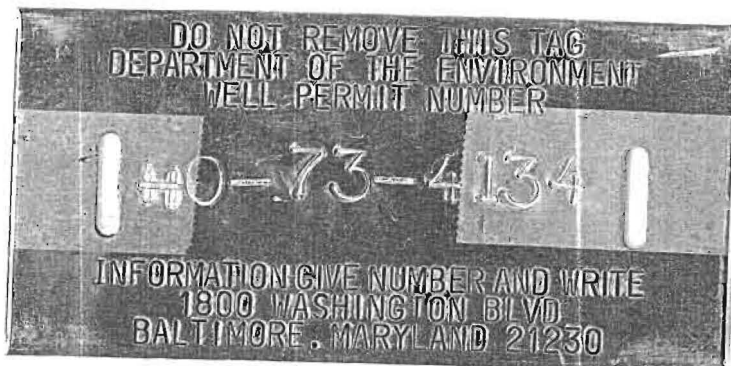 DO NOT REMOVE THIS TAG
DEPARTMENT OF THE ENVIRONMENT
WELL PERMIT NUMBER
HO-73-4134
INFORMATION GIVE NUMBER AND WRITE
1800 WASHINGTON BLVD
BALTIMORE. MARYLAND 21230